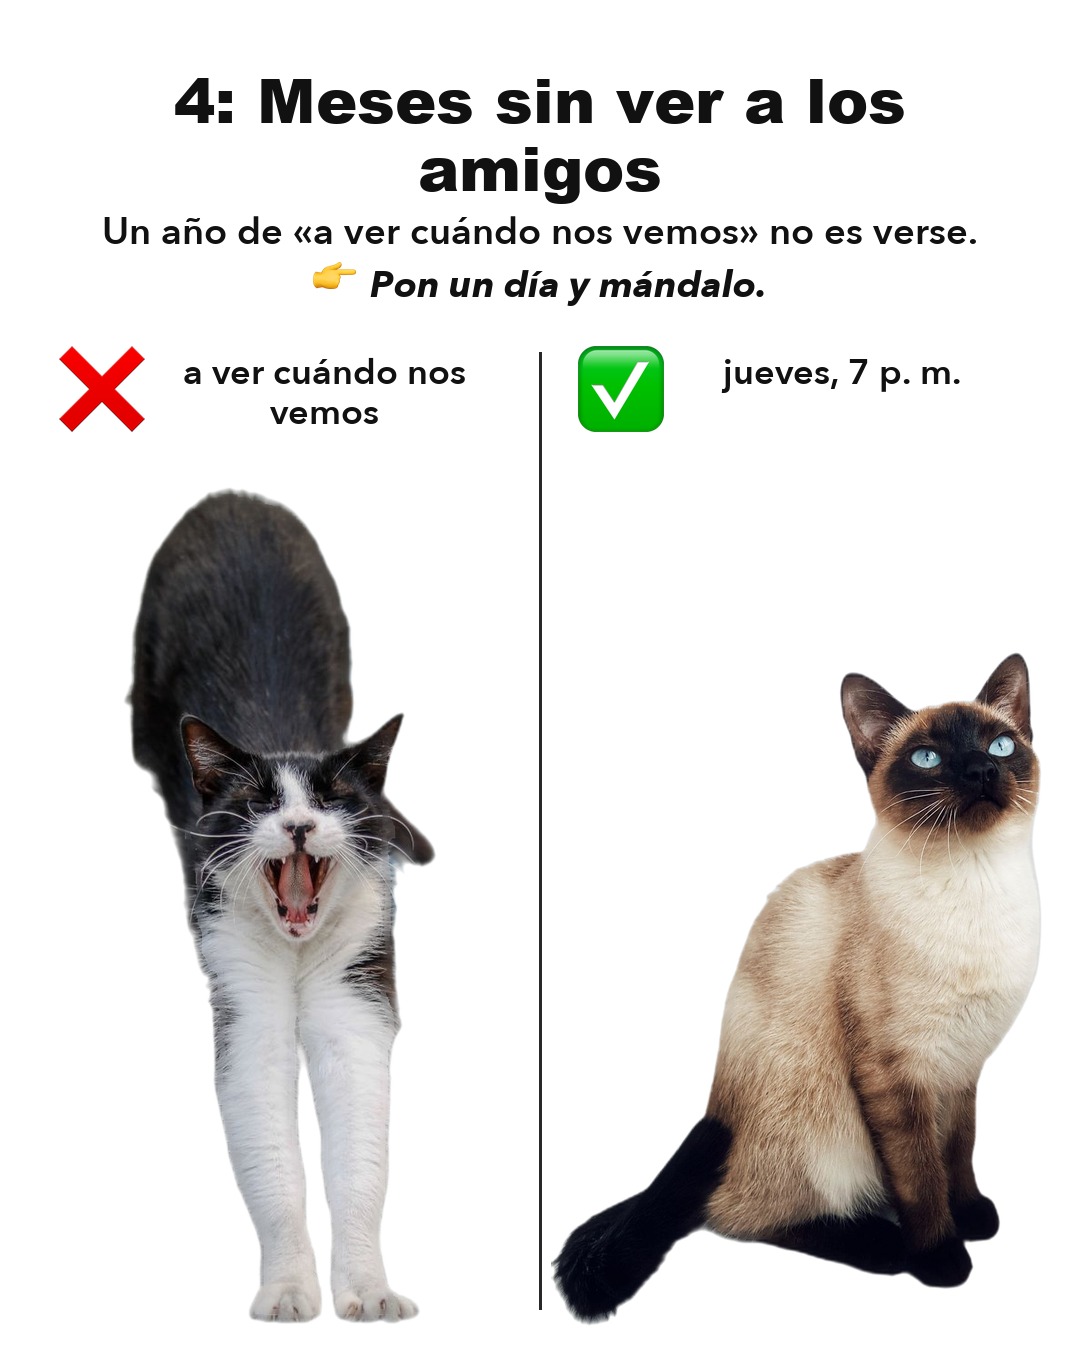 4: Meses sin ver a los
amigos
Un año de «a ver cuándo nos vemos» no es verse.
👉 Pon un día y mándalo.
a ver cuándo nos
vemos
jueves, 7 p. m.